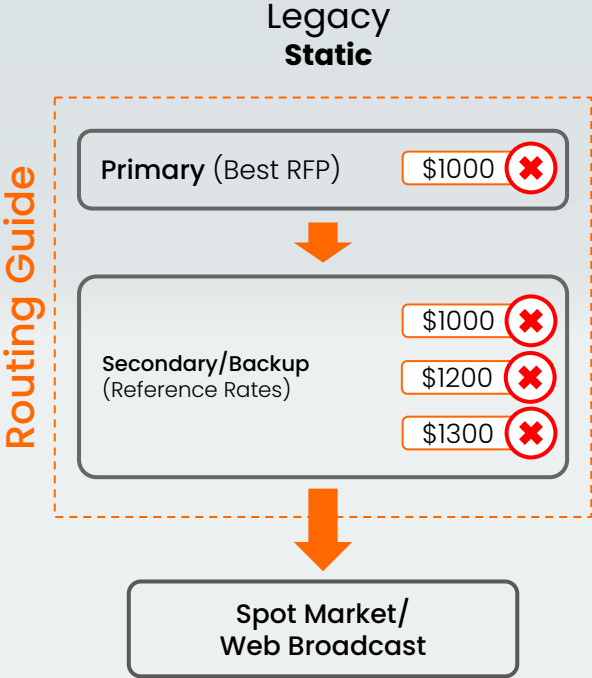 Legacy
Static
Routing Guide
Primary (Best RFP)
$1000
Secondary/Backup
(Reference Rates)
$1000
$1200
$1300
Spot Market/
Web Broadcast